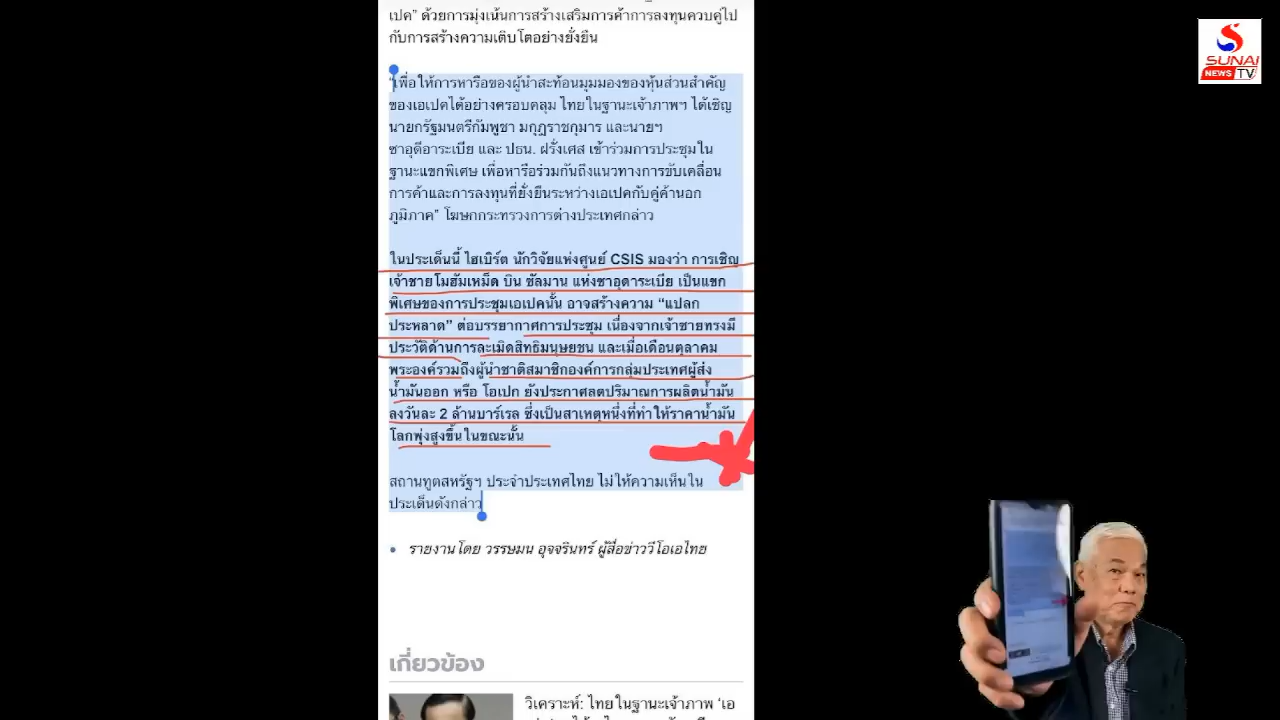 เปค” ด้วยการมุ่งเน้นการสร้างเสริมการค้าการลงทุนควบคู่ไป
กับการสร้างความเติบโตอย่างยั่งยืน
“เพื่อให้การหารือของผู้นำสะท้อนมุมมองของหุ้นส่วนสำคัญ
ของเอเปคได้อย่างครอบคลุม ไทยในฐานะเจ้าภาพฯ ได้เชิญ
นายกรัฐมนตรีกัมพูชา มกุฎราชกุมาร และนายฯ
ซาอุดีอาระเบีย และ ปธน. ฝรั่งเศส เข้าร่วมการประชุมใน
ฐานะแขกพิเศษ เพื่อหารือร่วมกันถึงแนวทางการขับเคลื่อน
การค้าและการลงทุนที่ยั่งยืนระหว่างเอเปคกับคู่ค้านอก
ภูมิภาค” โฆษกกระทรวงการต่างประเทศกล่าว
ในประเด็นนี้ ไฮเบิร์ต นักวิจัยแห่งศูนย์ CSIS มองว่า การเชิญ
เจ้าชายโมฮัมเหม็ด บิน ซัลมาน แห่งซาอุดาระเบีย เป็นแขก
พิเศษของการประชุมเอเปคนั้น อาจสร้างความ “แปลก
ประหลาด” ต่อบรรยากาศการประชุม เนื่องจากเจ้าชายทรงมี
ประวัติด้านการละเมิดสิทธิมนุษยชน และเมื่อเดือนตุลาคม
พระองค์รวมถึงผู้นำชาติสมาชิกองค์การกลุ่มประเทศผู้ส่ง
น้ำมันออก หรือ โอเปก ยังประกาศลดปริมาณการผลิตน้ำมัน
ลงวันละ 2 ล้านบาร์เรล ซึ่งเป็นสาเหตุหนึ่งที่ทำให้ราคาน้ำมัน
โลกพุ่งสูงขึ้นในขณะนั้น
สถานทูตสหรัฐฯ ประจำประเทศไทย ไม่ให้ความเห็นใน
ประเด็นดังกล่าว
• รายงานโดย วรรษมน อุจจรินทร์ ผู้สื่อข่าววีโอเอไทย
เกี่ยวข้อง
วิเคราะห์: ไทยในฐานะเจ้าภาพ ‘เอ
SUNAI
NEWS TV